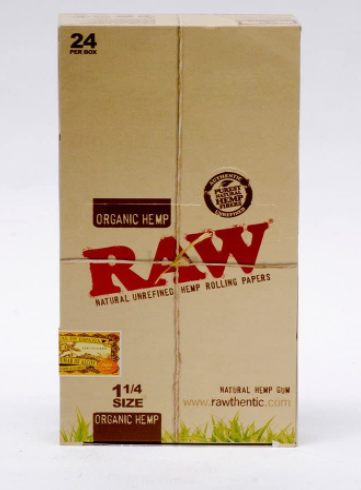 24
PER BOX
AUTHENTIC
PUREST
NATURAL
HEMP
FIBERS
UNREFINED
ORGANIC HEMP
RAW
NATURAL UNREFINED HEMP ROLLING PAPERS
1 1/4
SIZE
NATURAL HEMP GUM
www.rawthentic.com
ORGANIC HEMP